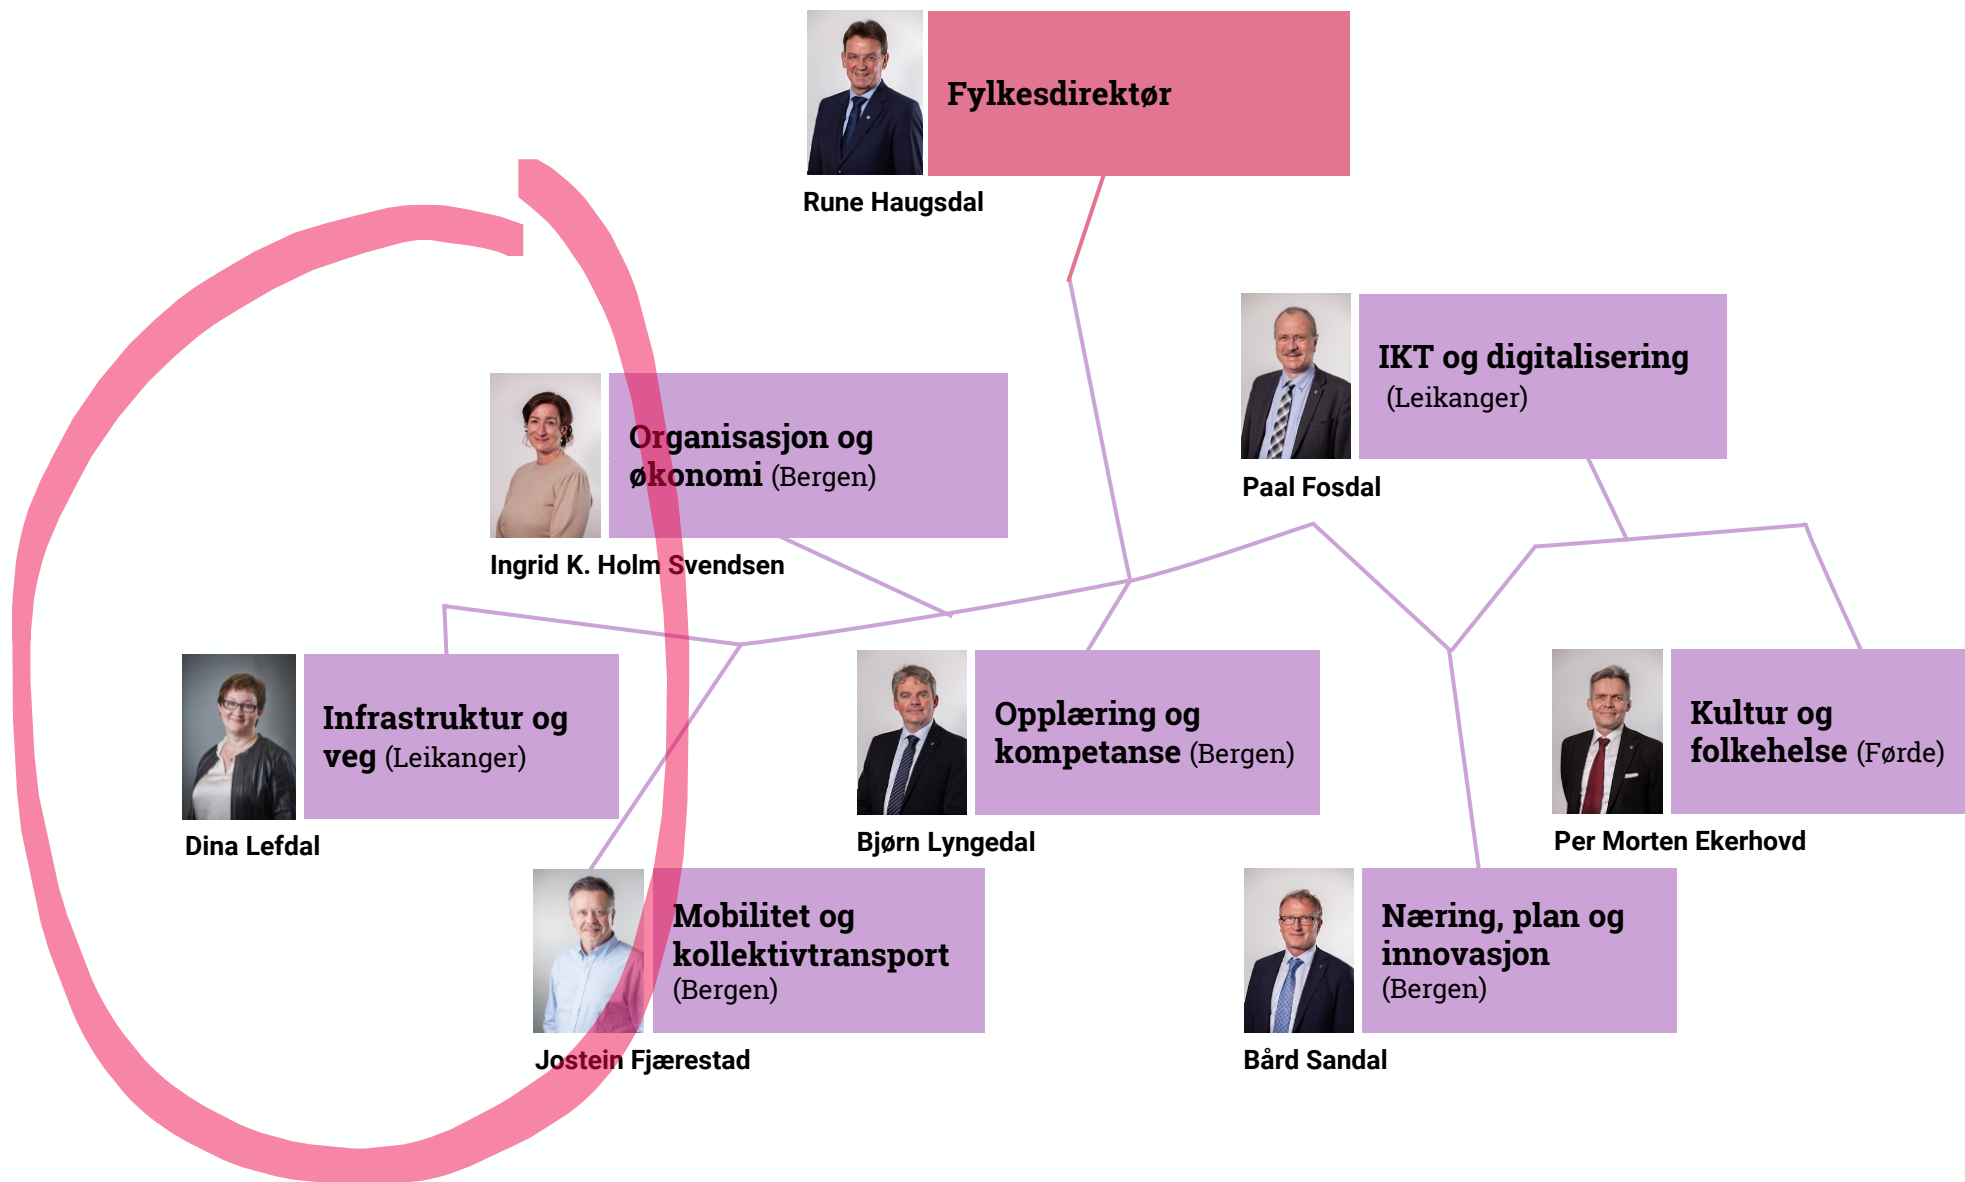 Fylkesdirektør
Rune Haugsdal
IKT og digitalisering
(Leikanger)
Paal Fosdal
Organisasjon og
økonomi (Bergen)
Ingrid K. Holm Svendsen
Infrastruktur og
veg (Leikanger)
Dina Lefdal
Opplæring og
kompetanse (Bergen)
Bjørn Lyngedal
Kultur og
folkehelse (Førde)
Per Morten Ekerhovd
Mobilitet og
kollektivtransport
(Bergen)
Jostein Fjærestad
Næring, plan og
innovasjon
(Bergen)
Bård Sandal